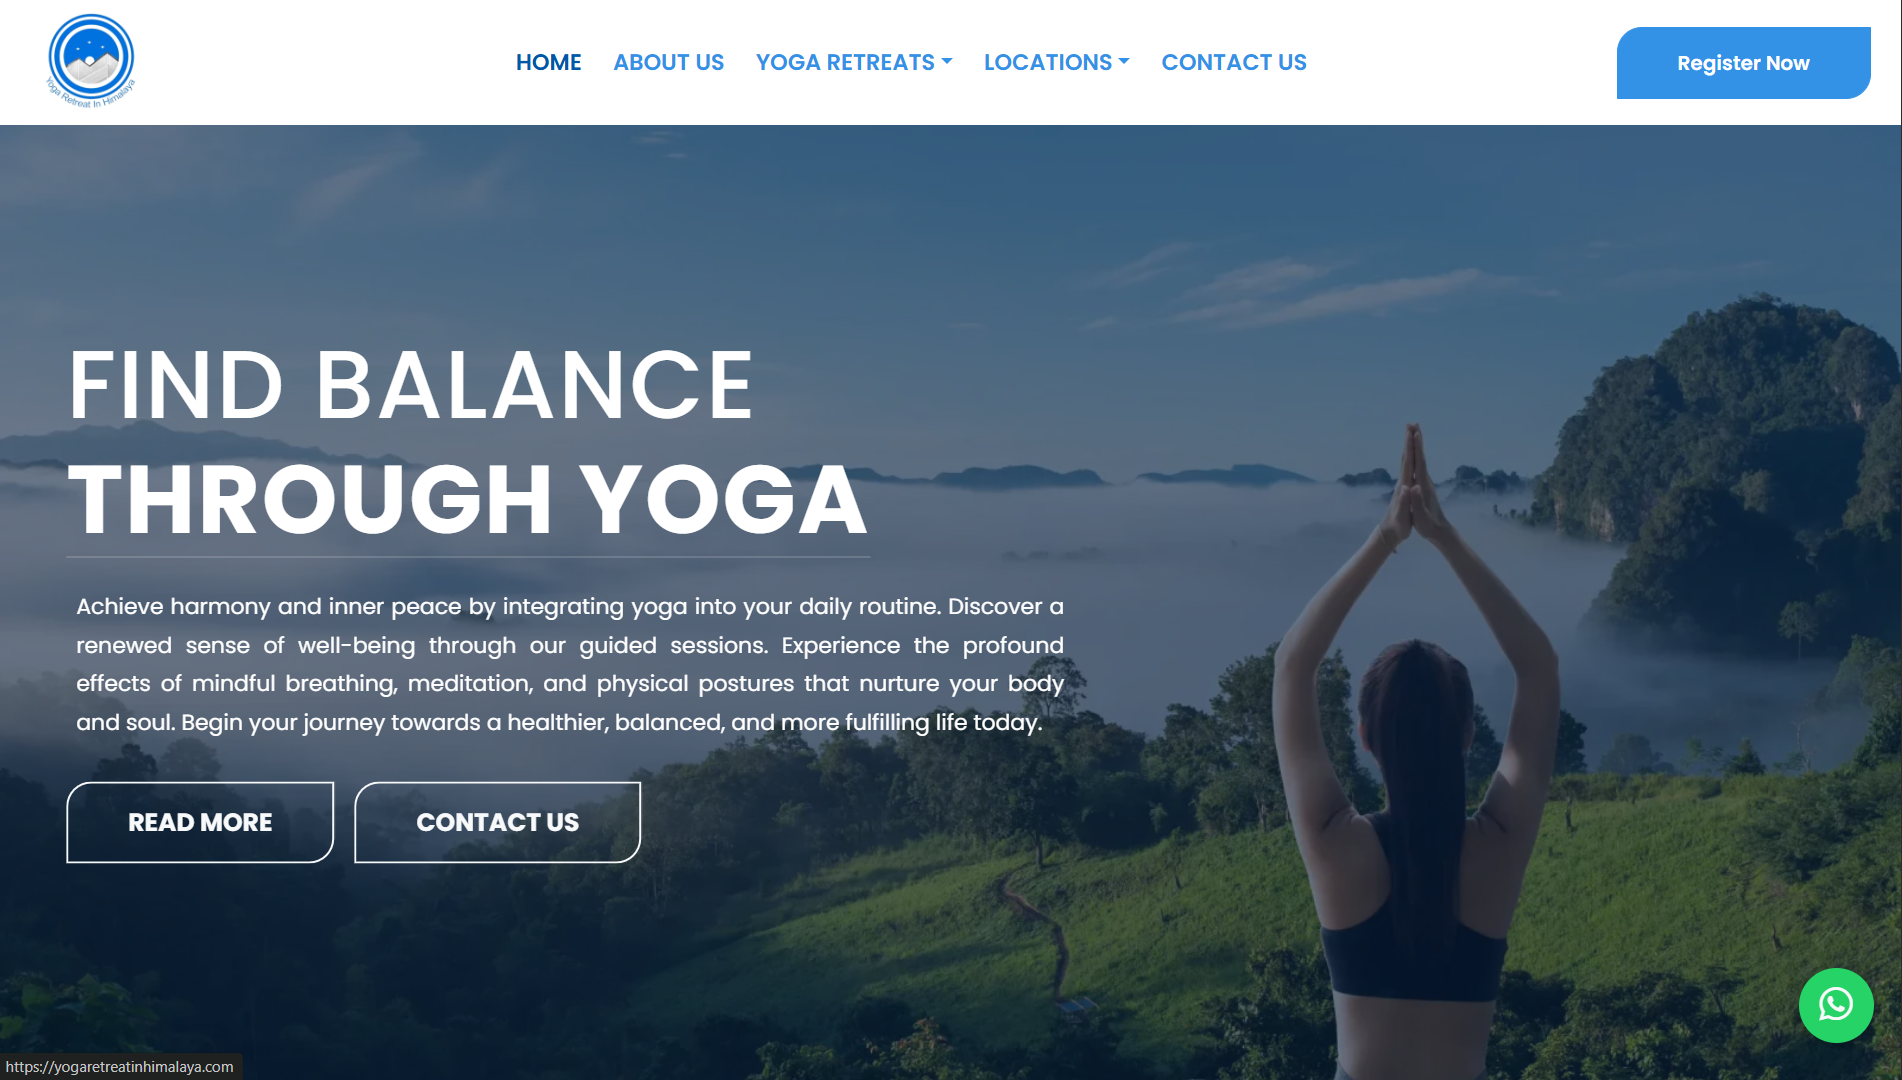 Yoga Retreat In Himalaya
HOME
ABOUT US
YOGA RETREATS
LOCATIONS
CONTACT US
Register Now
FIND BALANCE
THROUGH YOGA
Achieve harmony and inner peace by integrating yoga into your daily routine. Discover a
renewed sense of well-being through our guided sessions. Experience the profound
effects of mindful breathing, meditation, and physical postures that nurture your body
and soul. Begin your journey towards a healthier, balanced, and more fulfilling life today.
READ MORE
CONTACT US
https://yogaretreatinhimalaya.com